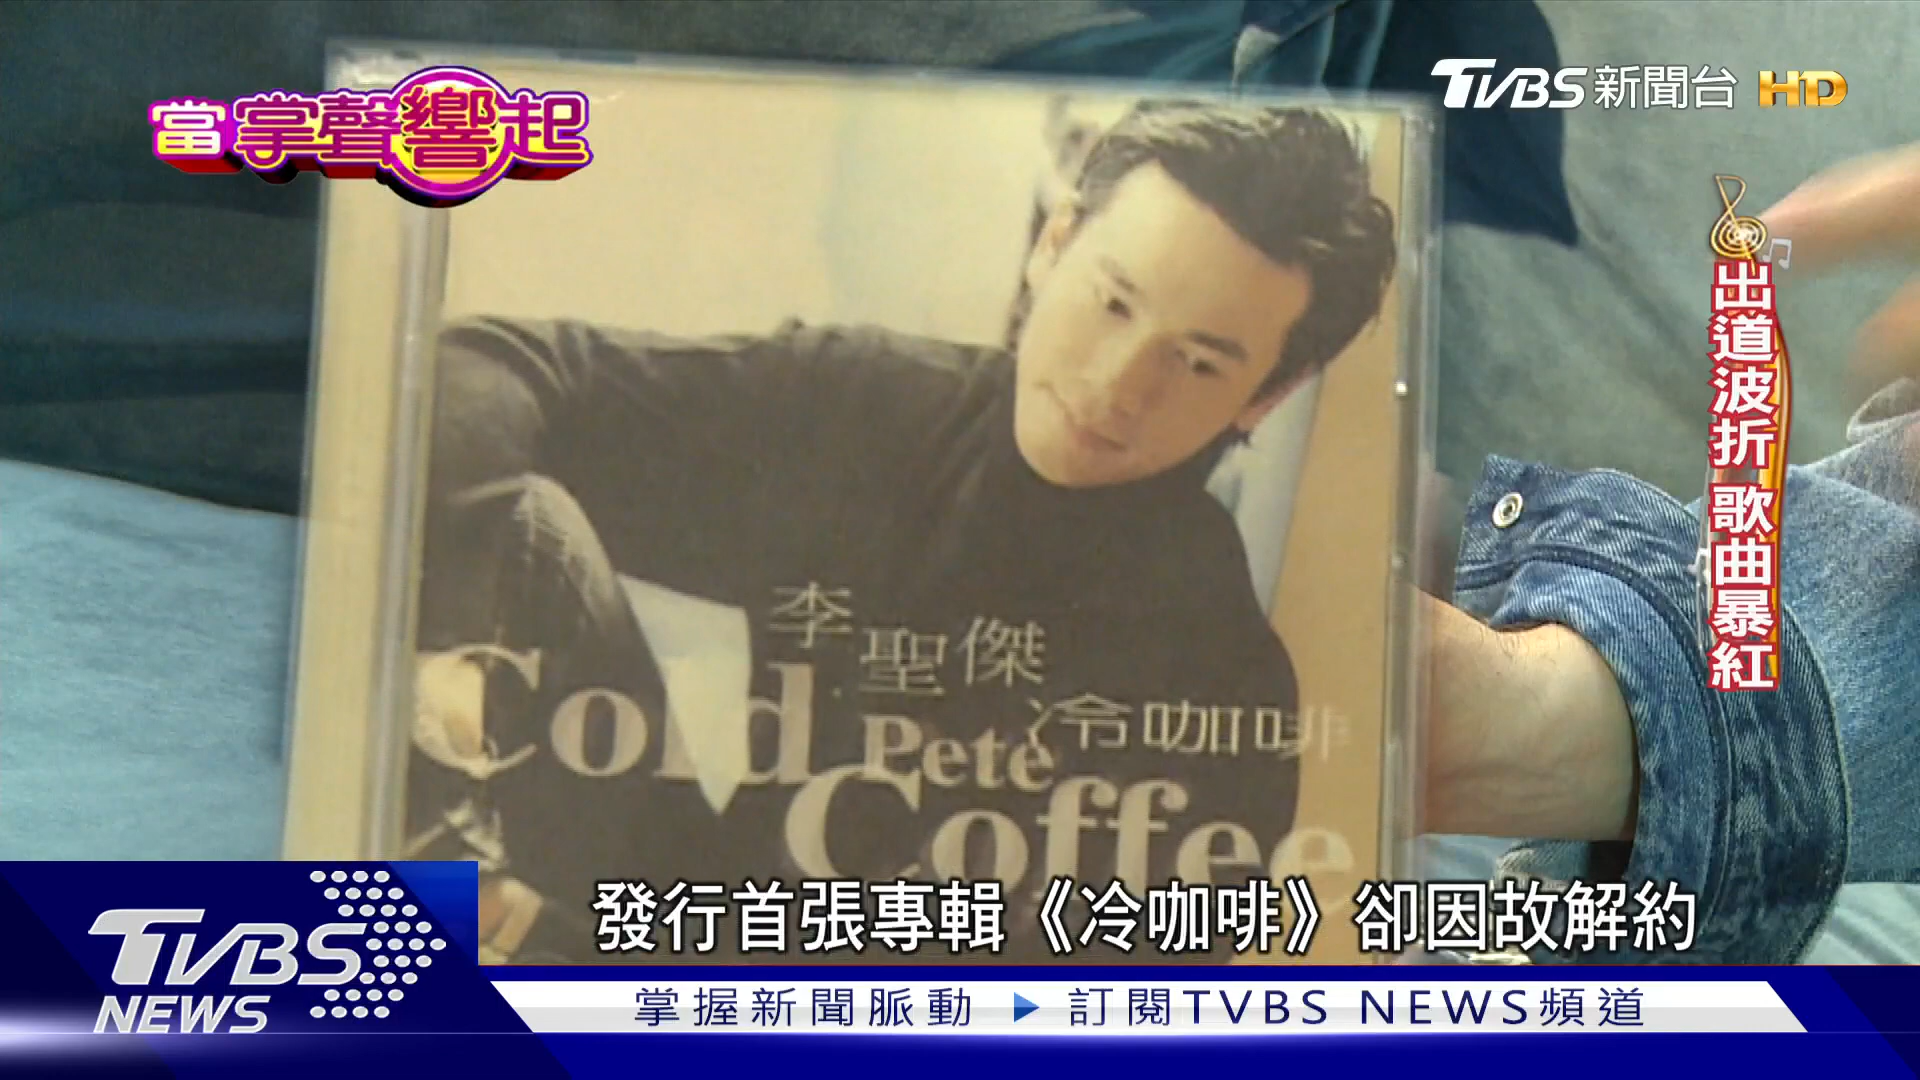 當掌聲響起
TVBS新聞台 HD
出道波折 歌曲暴紅
李聖傑
冷咖啡
Cold Pete
Coffee
發行首張專輯《冷咖啡》卻因故解約
TVBS
NEWS
掌握新聞脈動 ▶ 訂閱TVBS NEWS頻道